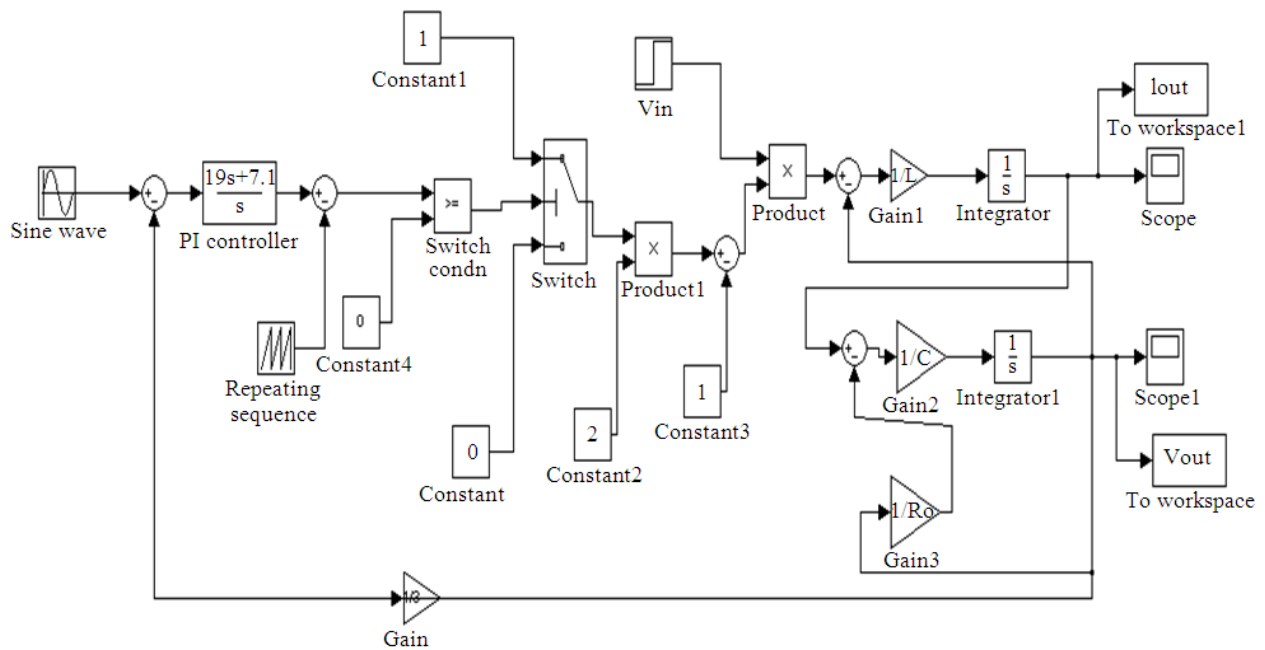 1
Constant1
Vin
Iout
To workspace1
Sine wave
19s+7.1
s
PI controller
>=
Switch
condn
Switch
×
Product1
×
Product
1/L
Gain1
1
s
Integrator
Scope
Repeating
sequence
0
Constant4
0
Constant
2
Constant2
1
Constant3
1/C
Gain2
1
s
Integrator1
Scope1
Vout
To workspace
1/Ro
Gain3
1/3
Gain